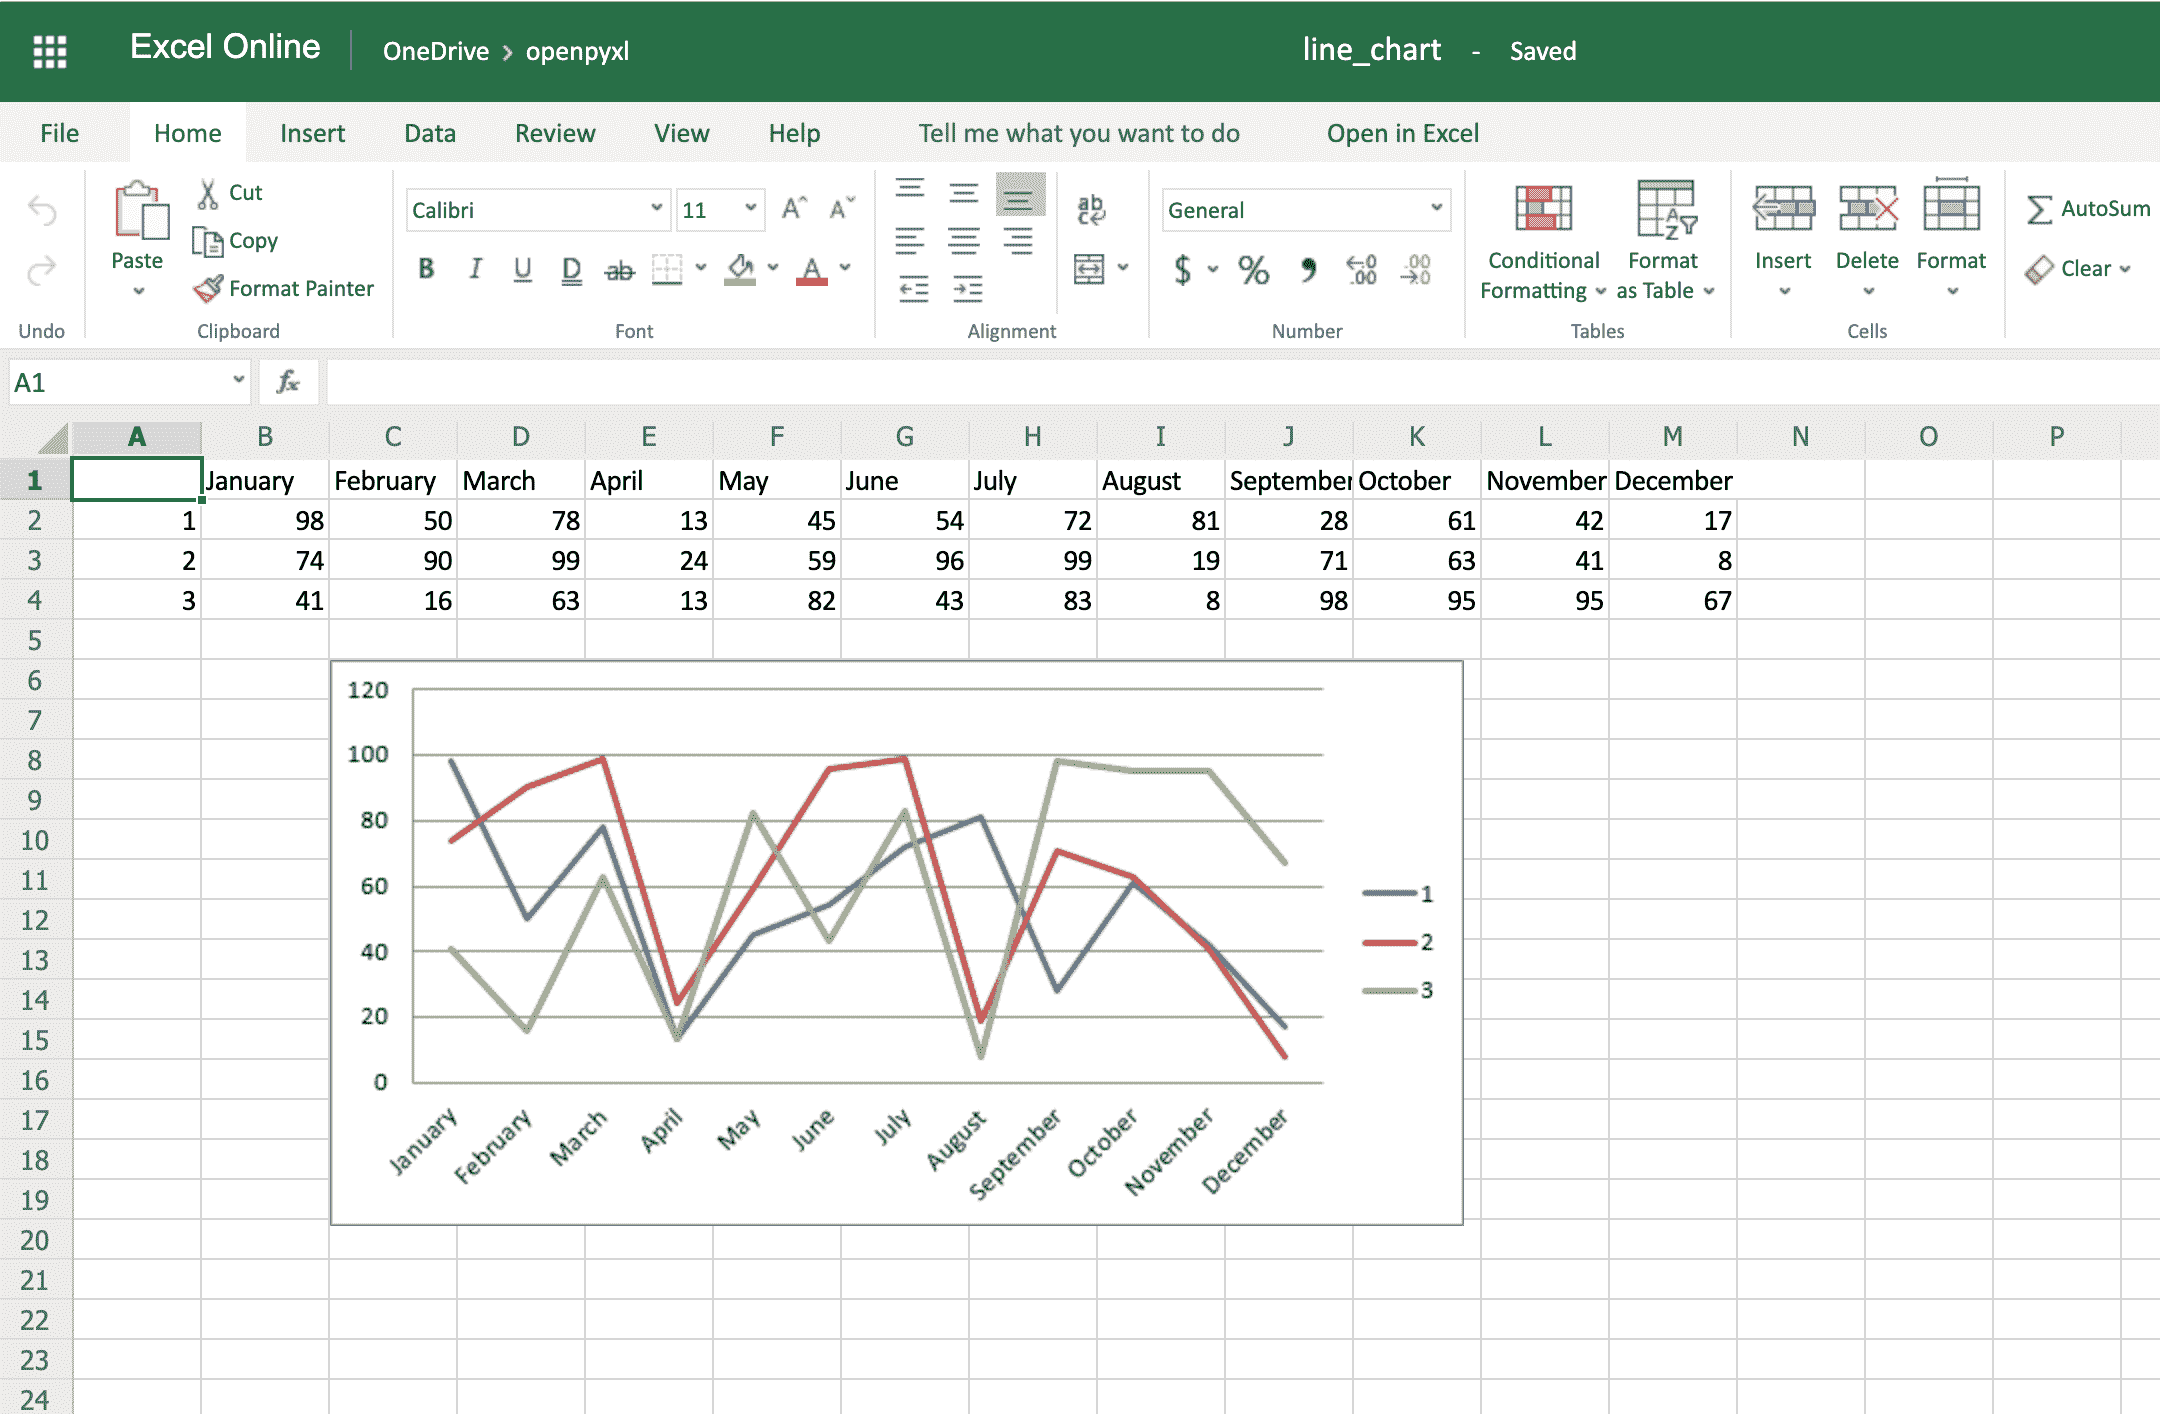 Excel Online OneDrive > openpyxl line_chart - Saved
File Home Insert Data Review View Help Tell me what you want to do Open in Excel
Undo
Paste Cut
Copy
Format Painter
Clipboard
Calibri 11 A A
B I U D ab A
Font
ab c
Alignment
General
$ % , .0 .00 .00 .0
Number
Conditional Formatting
Format as Table
Tables
Insert Delete Format
Cells
Σ AutoSum
Clear
A1 fx
A B C D E F G H I J K L M N O P
1 January February March April May June July August September October November December
2 1 98 50 78 13 45 54 72 81 28 61 42 17
3 2 74 90 99 24 59 96 99 19 71 63 41 8
4 3 41 16 63 13 82 43 83 8 98 95 95 67
5
6
7
8
9
10
11
12
13
14
15
16
17
18
19
20
21
22
23
24
120
100
80
60
40
20
0
January February March April May June July August September October November December
1
2
3